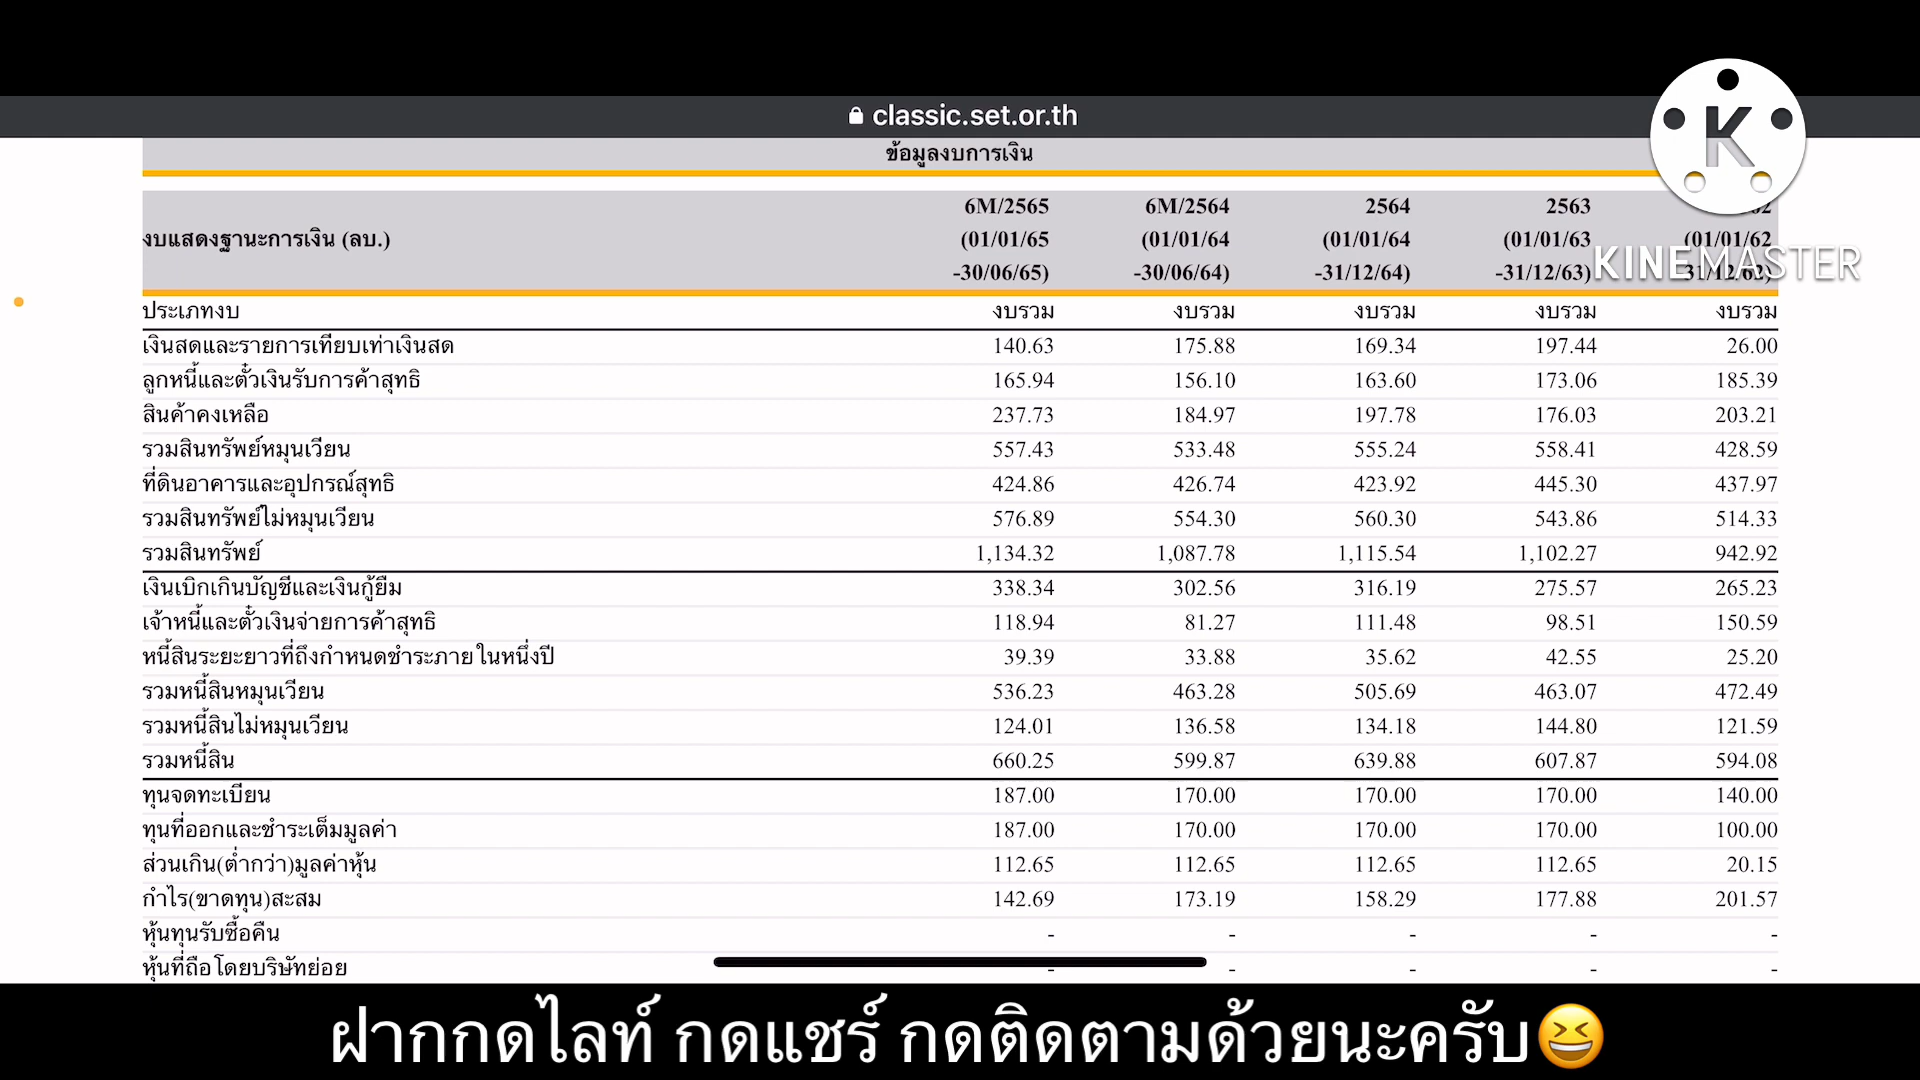 classic.set.or.th
K
ข้อมูลงบการเงิน
งบแสดงฐานะการเงิน (ลบ.) 6M/2565 (01/01/65 -30/06/65) 6M/2564 (01/01/64 -30/06/64) 2564 (01/01/64 -31/12/64) 2563 (01/01/63 -31/12/63) (01/01/62 31/12/62)
KINEMASTER
ประเภทงบ งบรวม งบรวม งบรวม งบรวม งบรวม
เงินสดและรายการเทียบเท่าเงินสด 140.63 175.88 169.34 197.44 26.00
ลูกหนี้และตั๋วเงินรับการค้าสุทธิ 165.94 156.10 163.60 173.06 185.39
สินค้าคงเหลือ 237.73 184.97 197.78 176.03 203.21
รวมสินทรัพย์หมุนเวียน 557.43 533.48 555.24 558.41 428.59
ที่ดินอาคารและอุปกรณ์สุทธิ 424.86 426.74 423.92 445.30 437.97
รวมสินทรัพย์ไม่หมุนเวียน 576.89 554.30 560.30 543.86 514.33
รวมสินทรัพย์ 1,134.32 1,087.78 1,115.54 1,102.27 942.92
เงินเบิกเกินบัญชีและเงินกู้ยืม 338.34 302.56 316.19 275.57 265.23
เจ้าหนี้และตั๋วเงินจ่ายการค้าสุทธิ 118.94 81.27 111.48 98.51 150.59
หนี้สินระยะยาวที่ถึงกำหนดชำระภายในหนึ่งปี 39.39 33.88 35.62 42.55 25.20
รวมหนี้สินหมุนเวียน 536.23 463.28 505.69 463.07 472.49
รวมหนี้สินไม่หมุนเวียน 124.01 136.58 134.18 144.80 121.59
รวมหนี้สิน 660.25 599.87 639.88 607.87 594.08
ทุนจดทะเบียน 187.00 170.00 170.00 170.00 140.00
ทุนที่ออกและชำระเต็มมูลค่า 187.00 170.00 170.00 170.00 100.00
ส่วนเกิน(ต่ำกว่า)มูลค่าหุ้น 112.65 112.65 112.65 112.65 20.15
กำไร(ขาดทุน)สะสม 142.69 173.19 158.29 177.88 201.57
หุ้นทุนรับซื้อคืน - - - - -
หุ้นที่ถือโดยบริษัทย่อย - - - - -
ฝากกดไลท์ กดแชร์ กดติดตามด้วยนะครับ😆